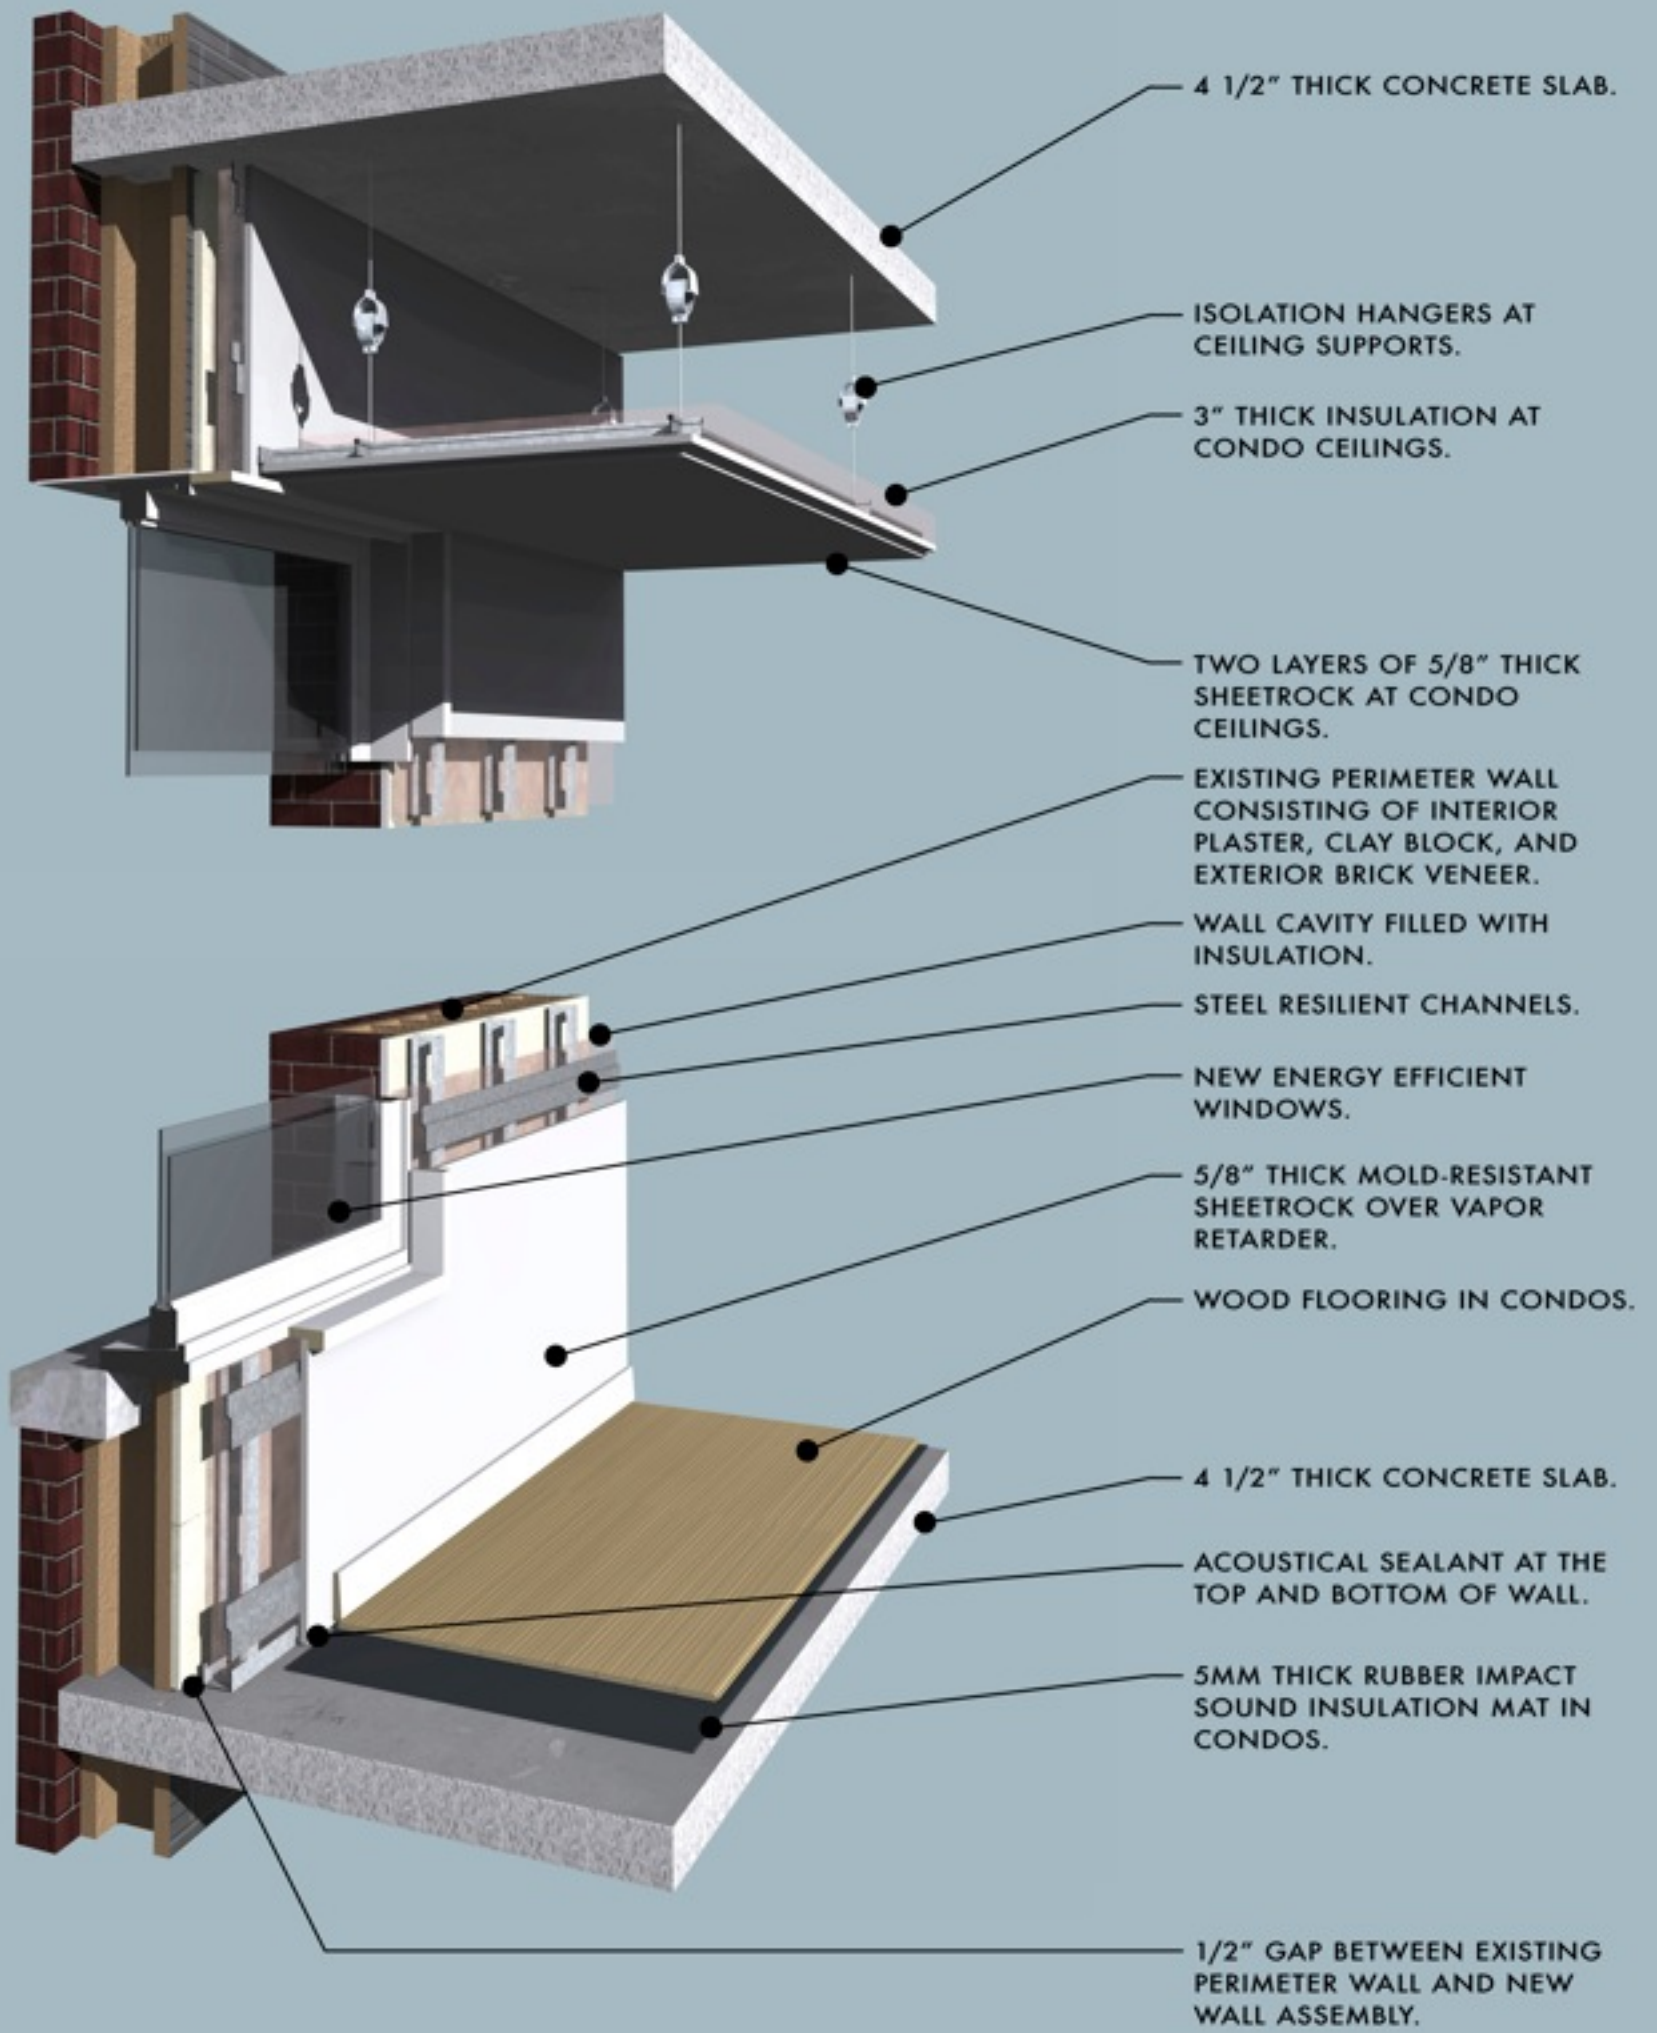 4 1/2" THICK CONCRETE SLAB.
ISOLATION HANGERS AT
CEILING SUPPORTS.
3" THICK INSULATION AT
CONDO CEILINGS.
TWO LAYERS OF 5/8" THICK
SHEETROCK AT CONDO
CEILINGS.
EXISTING PERIMETER WALL
CONSISTING OF INTERIOR
PLASTER, CLAY BLOCK, AND
EXTERIOR BRICK VENEER.
WALL CAVITY FILLED WITH
INSULATION.
STEEL RESILIENT CHANNELS.
NEW ENERGY EFFICIENT
WINDOWS.
5/8" THICK MOLD-RESISTANT
SHEETROCK OVER VAPOR
RETARDER.
WOOD FLOORING IN CONDOS.
4 1/2" THICK CONCRETE SLAB.
ACOUSTICAL SEALANT AT THE
TOP AND BOTTOM OF WALL.
5MM THICK RUBBER IMPACT
SOUND INSULATION MAT IN
CONDOS.
1/2" GAP BETWEEN EXISTING
PERIMETER WALL AND NEW
WALL ASSEMBLY.